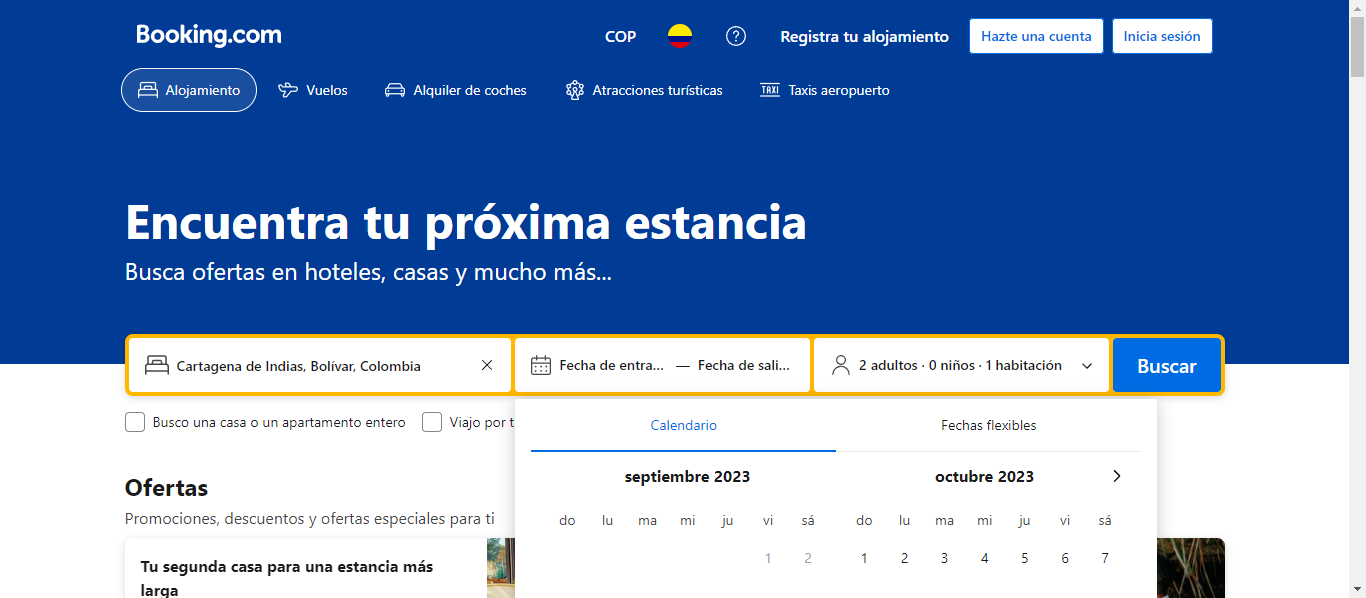 Booking.com
COP
Registra tu alojamiento
Hazte una cuenta
Inicia sesión
Alojamiento
Vuelos
Alquiler de coches
Atracciones turísticas
TAXI Taxis aeropuerto
Encuentra tu próxima estancia
Busca ofertas en hoteles, casas y mucho más...
Cartagena de Indias, Bolívar, Colombia
Fecha de entra... — Fecha de sali...
2 adultos · 0 niños · 1 habitación
Buscar
Busco una casa o un apartamento entero
Viajo por t
Calendario
Fechas flexibles
septiembre 2023
octubre 2023
do lu ma mi ju vi sá
do lu ma mi ju vi sá
1 2
1 2 3 4 5 6 7
Ofertas
Promociones, descuentos y ofertas especiales para ti
Tu segunda casa para una estancia más
larga